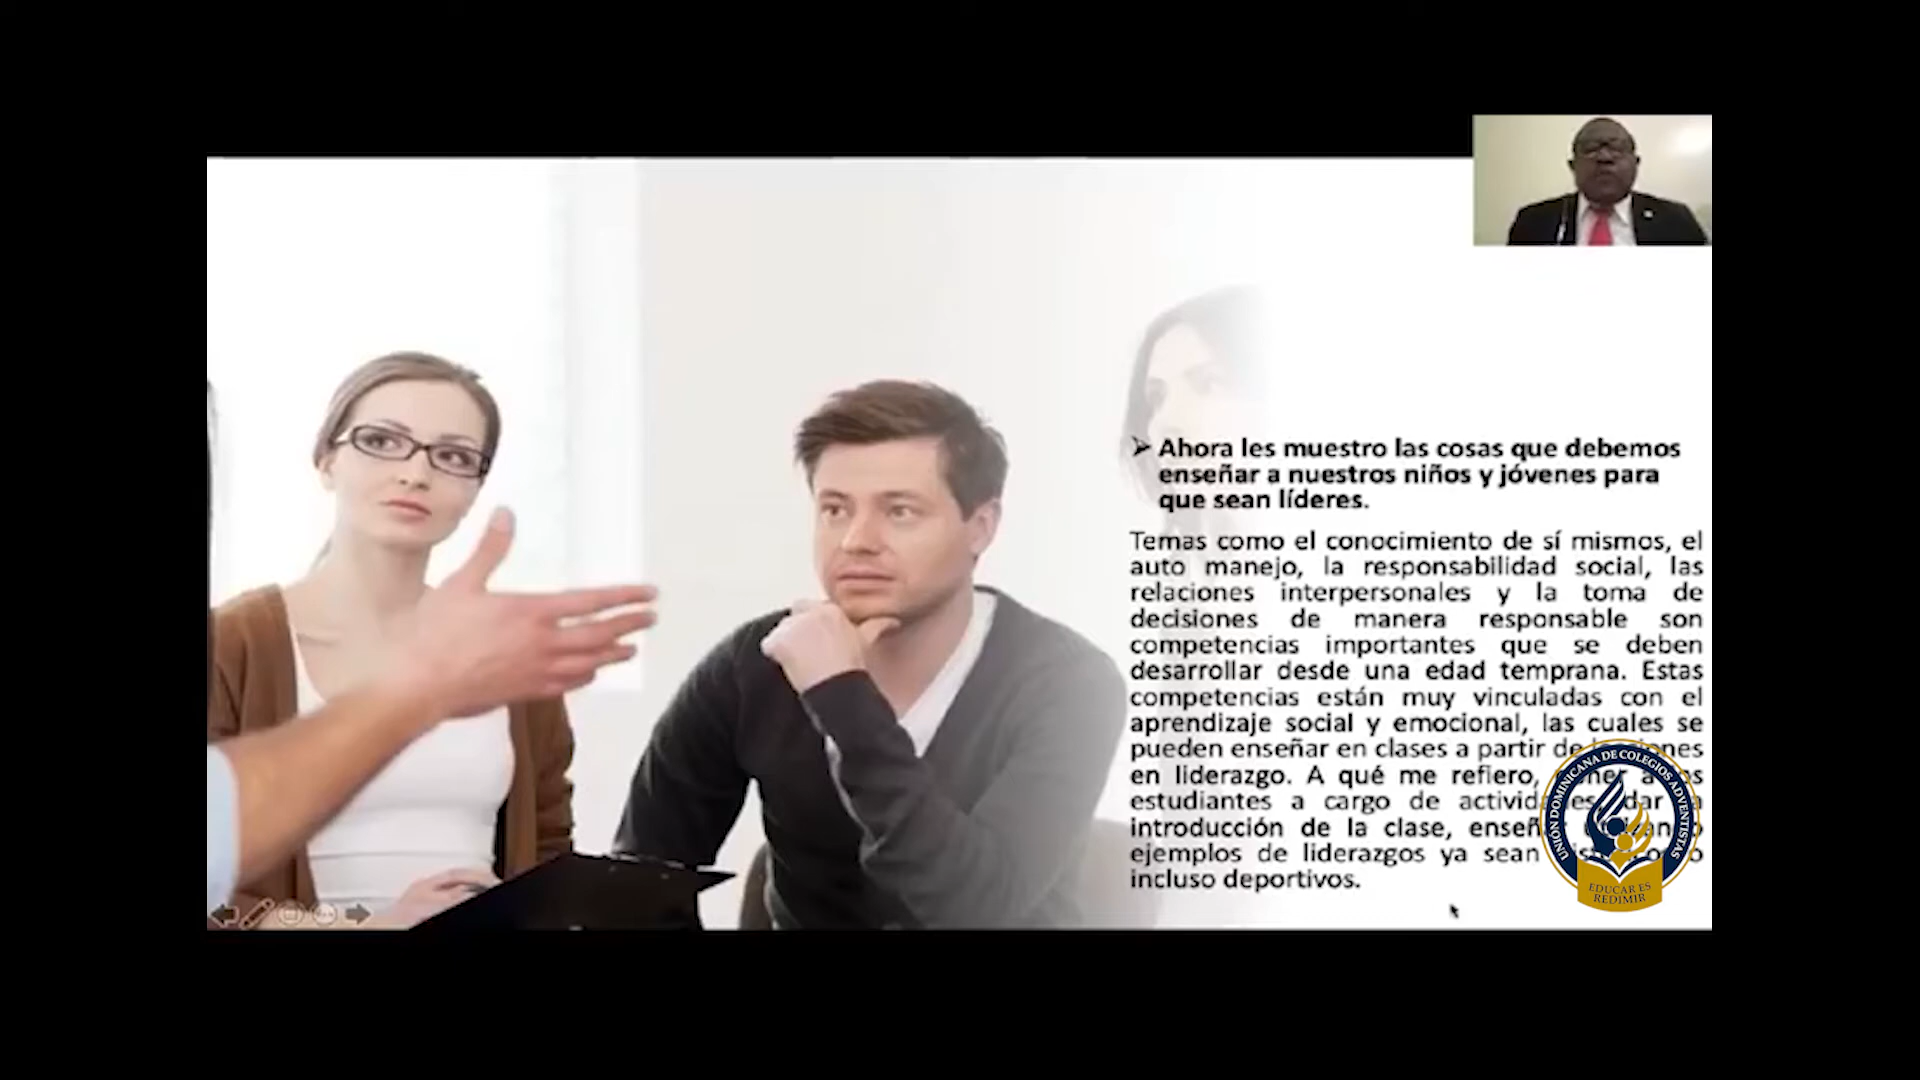 ➢ Ahora les muestro las cosas que debemos
enseñar a nuestros niños y jóvenes para
que sean líderes.
Temas como el conocimiento de sí mismos, el
auto manejo, la responsabilidad social, las
relaciones interpersonales y la toma de
decisiones de manera responsable son
competencias importantes que se deben
desarrollar desde una edad temprana. Estas
competencias están muy vinculadas con el
aprendizaje social y emocional, las cuales se
pueden enseñar en clases a partir de
en liderazgo. A qué me refiero,
estudiantes a cargo de dar
introducción de la clase,
ejemplos de liderazgos ya sean
incluso deportivos.
UNIÓN DOMINICANA DE COLEGIOS ADVENTISTAS
EDUCAR ES
REDIMIR